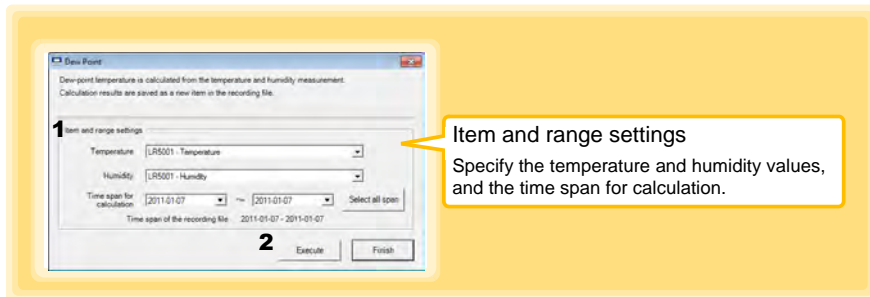 Dew Point
Dew-point temperature is calculated from the temperature and humidity measurement.
Calculation results are saved as a new item in the recording file.
1
Item and range settings
Temperature LR5001 - Temperature
Humidity LR5001 - Humidity
Time span for calculation 2011-01-07 ~ 2011-01-07 Select all span
Time span of the recording file 2011-01-07 - 2011-01-07
2
Execute Finish
Item and range settings
Specify the temperature and humidity values,
and the time span for calculation.